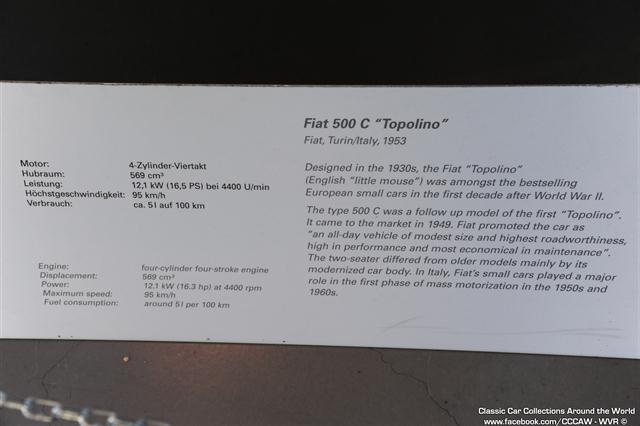 Fiat 500 C “Topolino”
Fiat, Turin/Italy, 1953
Motor: 4-Zylinder-Viertakt
Hubraum: 569 cm³
Leistung: 12,1 kW (16,5 PS) bei 4400 U/min
Höchstgeschwindigkeit: 95 km/h
Verbrauch: ca. 5 l auf 100 km
Engine: four-cylinder four-stroke engine
Displacement: 569 cm³
Power: 12.1 kW (16.3 hp) at 4400 rpm
Maximum speed: 95 km/h
Fuel consumption: around 5 l per 100 km
Designed in the 1930s, the Fiat “Topolino”
(English “little mouse”) was amongst the bestselling
European small cars in the first decade after World War II.
The type 500 C was a follow up model of the first “Topolino”.
It came to the market in 1949. Fiat promoted the car as
“an all-day vehicle of modest size and highest roadworthiness,
high in performance and most economical in maintenance”.
The two-seater differed from older models mainly by its
modernized car body. In Italy, Fiat’s small cars played a major
role in the first phase of mass motorization in the 1950s and
1960s.
Classic Car Collections Around the World
www.facebook.com/CCCAW - WVR ©